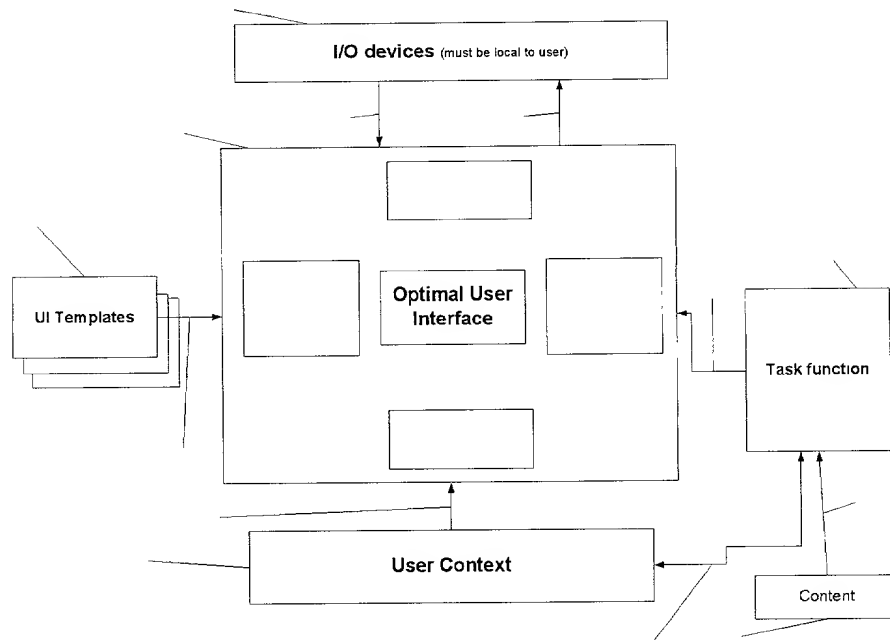 I/O devices (must be local to user)
UI Templates
Optimal User
Interface
Task function
User Context
Content